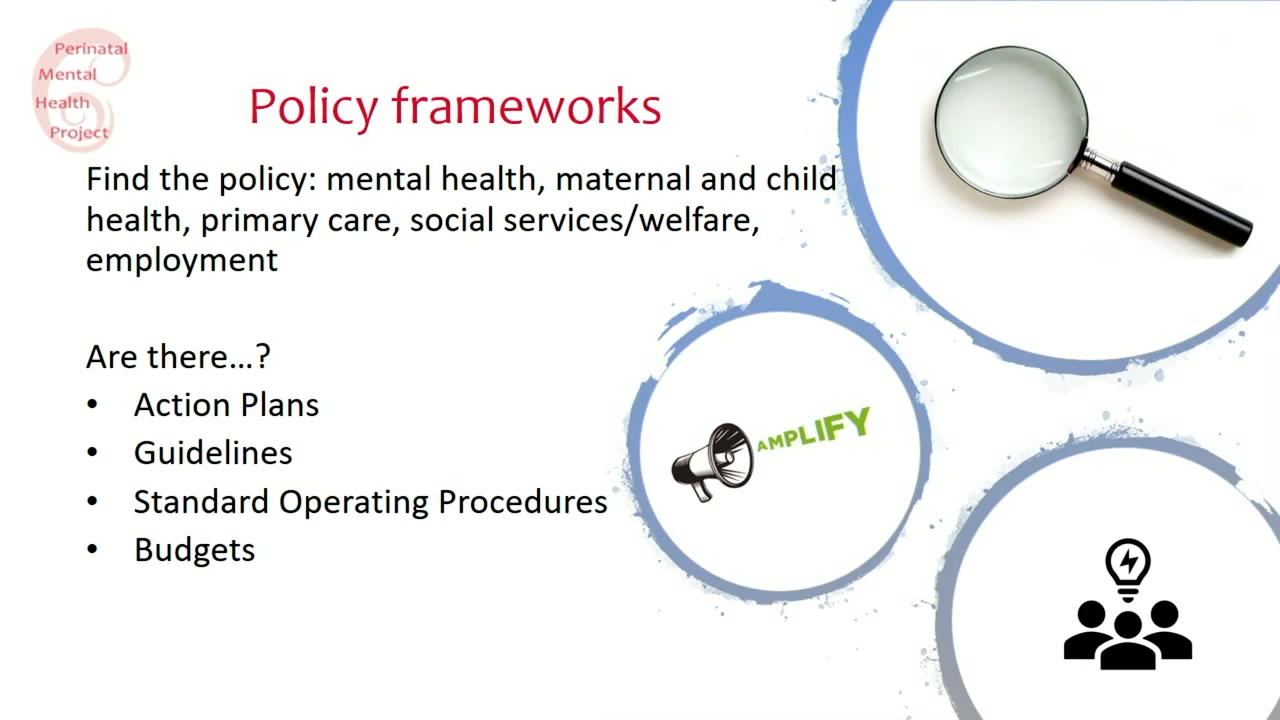 Perinatal
Mental
Health
Project
Policy frameworks
Find the policy: mental health, maternal and child
health, primary care, social services/welfare,
employment
Are there...?
• Action Plans
• Guidelines
• Standard Operating Procedures
• Budgets
AMPLIFY